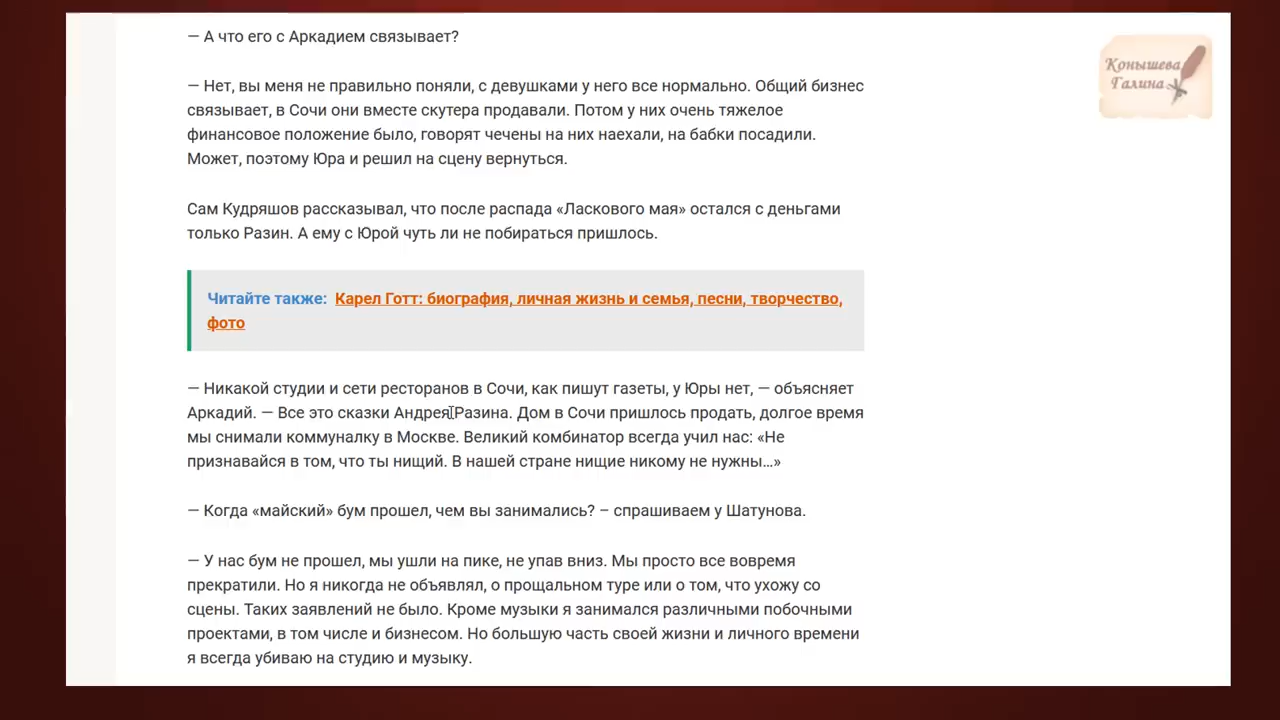 — А что его с Аркадием связывает?
Конышева
Галина
— Нет, вы меня не правильно поняли, с девушками у него все нормально. Общий бизнес
связывает, в Сочи они вместе скутера продавали. Потом у них очень тяжелое
финансовое положение было, говорят чечены на них наехали, на бабки посадили.
Может, поэтому Юра и решил на сцену вернуться.
Сам Кудряшов рассказывал, что после распада «Ласкового мая» остался с деньгами
только Разин. А ему с Юрой чуть ли не побираться пришлось.
Читайте также: Карел Готт: биография, личная жизнь и семья, песни, творчество,
фото
— Никакой студии и сети ресторанов в Сочи, как пишут газеты, у Юры нет, — объясняет
Аркадий. — Все это сказки Андрея Разина. Дом в Сочи пришлось продать, долгое время
мы снимали коммуналку в Москве. Великий комбинатор всегда учил нас: «Не
признавайся в том, что ты нищий. В нашей стране нищие никому не нужны…»
— Когда «майский» бум прошел, чем вы занимались? – спрашиваем у Шатунова.
— У нас бум не прошел, мы ушли на пике, не упав вниз. Мы просто все вовремя
прекратили. Но я никогда не объявлял, о прощальном туре или о том, что ухожу со
сцены. Таких заявлений не было. Кроме музыки я занимался различными побочными
проектами, в том числе и бизнесом. Но большую часть своей жизни и личного времени
я всегда убиваю на студию и музыку.